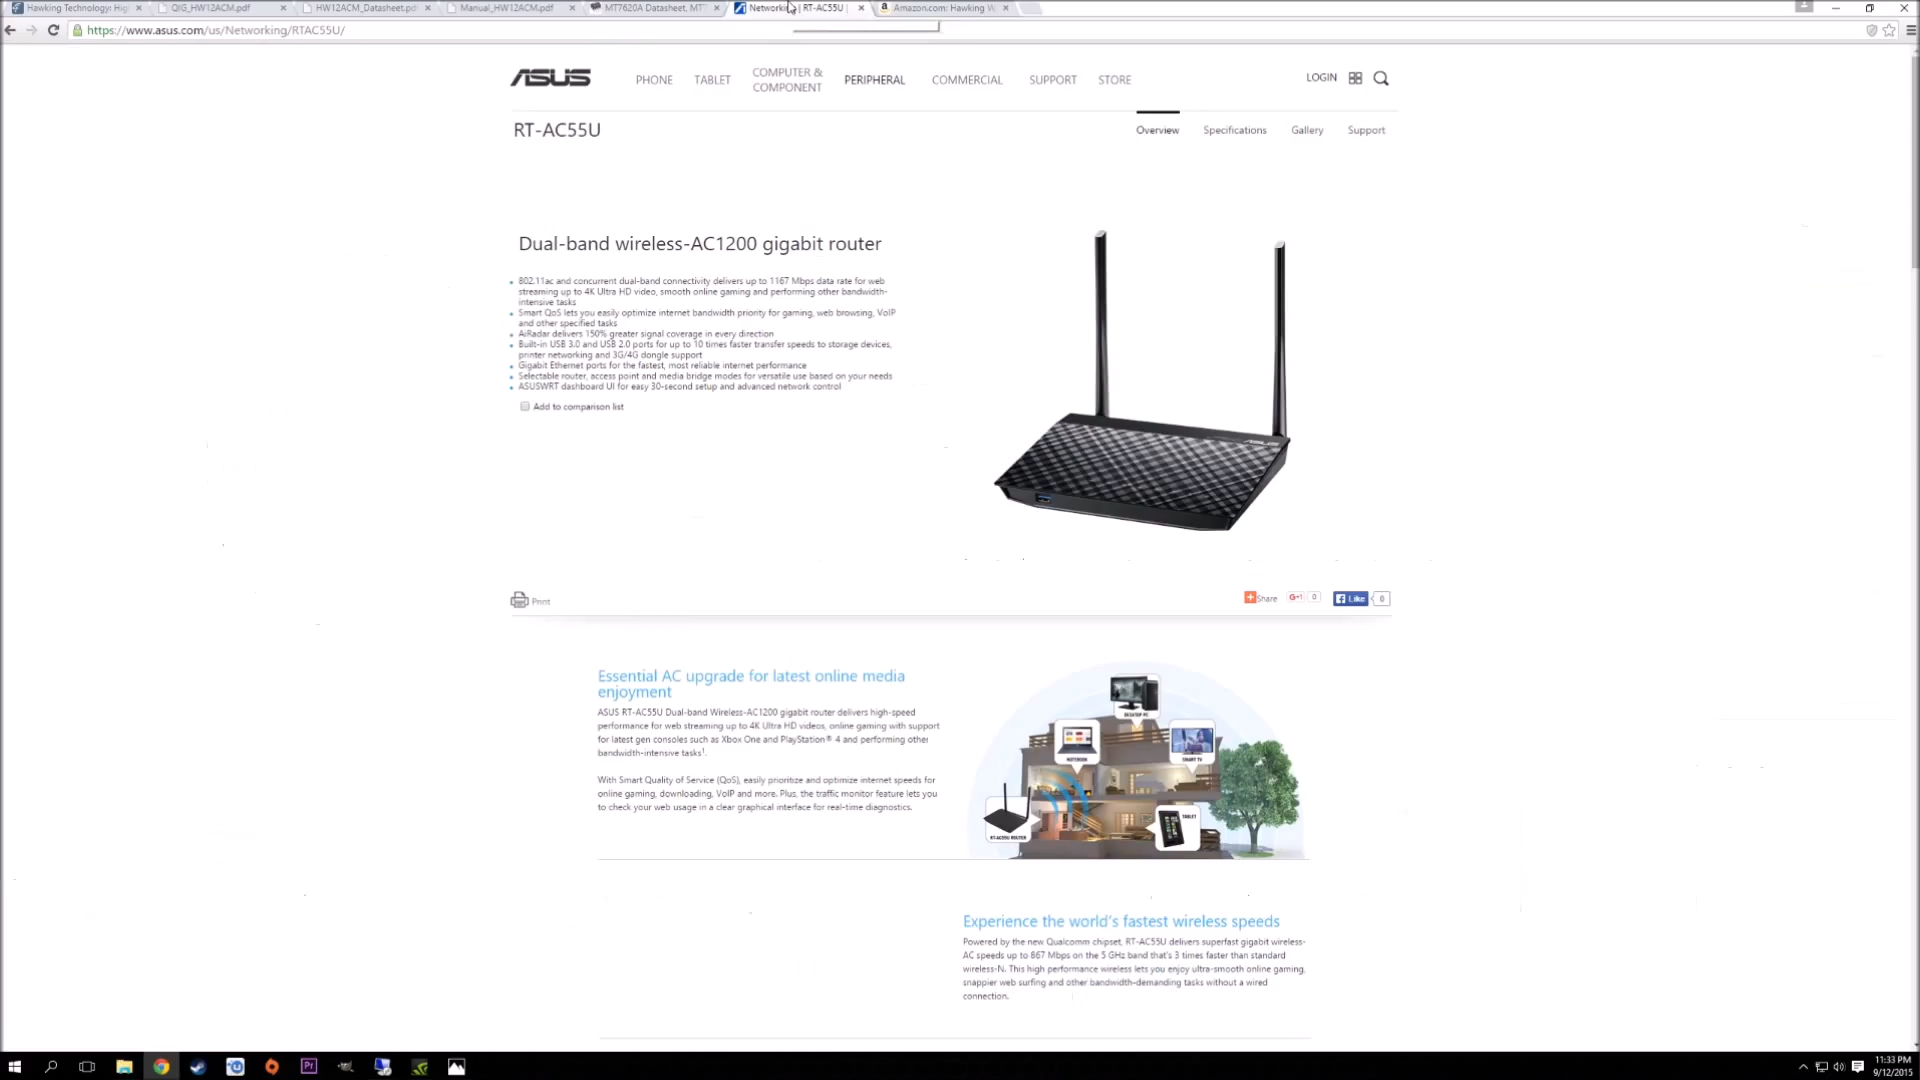 Hawking Technology: Hig
QIG_HW12ACM.pdf
HW12ACM_Datasheet.pd
Manual_HW12ACM.pdf
MT7620A Datasheet, MT
Networking | RT-AC55U |
Amazon.com: Hawking W
https://www.asus.com/us/Networking/RTAC55U/
ASUS
PHONE
TABLET
COMPUTER &
COMPONENT
PERIPHERAL
COMMERCIAL
SUPPORT
STORE
LOGIN
RT-AC55U
Overview
Specifications
Gallery
Support
Dual-band wireless-AC1200 gigabit router
802.11ac and concurrent dual-band connectivity delivers up to 1167 Mbps data rate for web
streaming up to 4K Ultra HD video, smooth online gaming and performing other bandwidth-
intensive tasks
Smart QoS lets you easily optimize internet bandwidth priority for gaming, web browsing, VoIP
and other specified tasks
AiRadar delivers 150% greater signal coverage in every direction
Built-in USB 3.0 and USB 2.0 ports for up to 10 times faster transfer speeds to storage devices,
printer networking and 3G/4G dongle support
Gigabit Ethernet ports for the fastest, most reliable internet performance
Selectable router, access point and media bridge modes for versatile use based on your needs
ASUSWRT dashboard UI for easy 30-second setup and advanced network control
Add to comparison list
ASUS
Print
Share
G+1
0
Like
0
Essential AC upgrade for latest online media
enjoyment
ASUS RT-AC55U Dual-band Wireless-AC1200 gigabit router delivers high-speed
performance for web streaming up to 4K Ultra HD videos, online gaming with support
for latest gen consoles such as Xbox One and PlayStation® 4 and performing other
bandwidth-intensive tasks¹.
With Smart Quality of Service (QoS), easily prioritize and optimize internet speeds for
online gaming, downloading, VoIP and more. Plus, the traffic monitor feature lets you
to check your web usage in a clear graphical interface for real-time diagnostics.
DESKTOP PC
NOTEBOOK
SMART TV
TABLET
RT-AC55U ROUTER
Experience the world's fastest wireless speeds
Powered by the new Qualcomm chipset, RT-AC55U delivers superfast gigabit wireless-
AC speeds up to 867 Mbps on the 5 GHz band that's 3 times faster than standard
wireless-N. This high performance wireless lets you enjoy ultra-smooth online gaming,
snappier web surfing and other bandwidth-demanding tasks without a wired
connection.
Pr
11:33 PM
9/12/2015